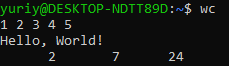 yuriy@DESKTOP-NDTT89D:~$ wc
1 2 3 4 5
Hello, World!
      2       7      24